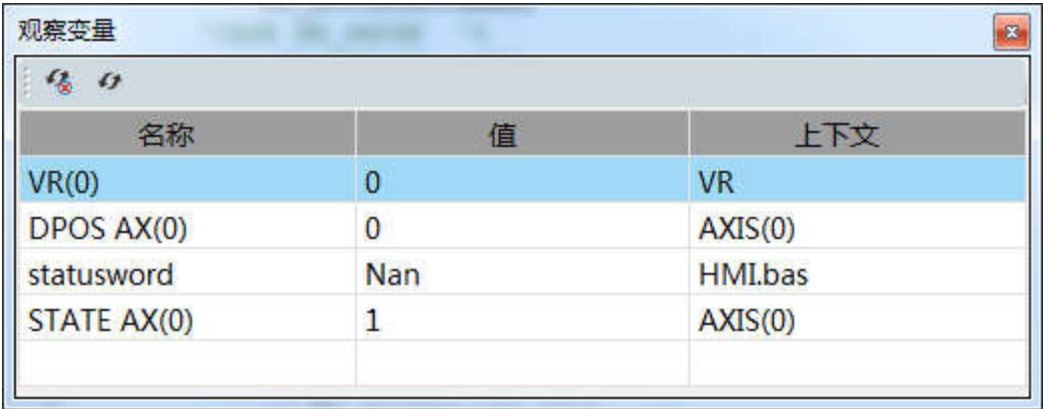 观察变量
名称 值 上下文
VR(0) 0 VR
DPOS AX(0) 0 AXIS(0)
statusword Nan HMI.bas
STATE AX(0) 1 AXIS(0)